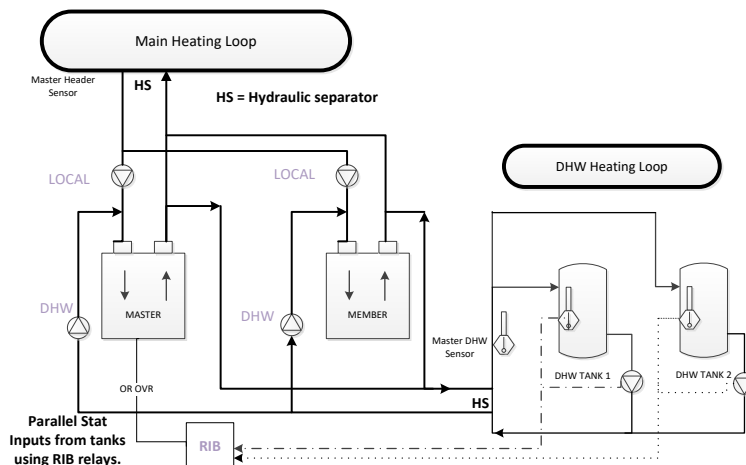 Main Heating Loop
Master Header
Sensor
HS
HS = Hydraulic separator
LOCAL
LOCAL
DHW Heating Loop
DHW
MASTER
DHW
MEMBER
Master DHW
Sensor
DHW TANK 1
DHW TANK 2
OR OVR
HS
Parallel Stat
Inputs from tanks
using RIB relays.
RIB